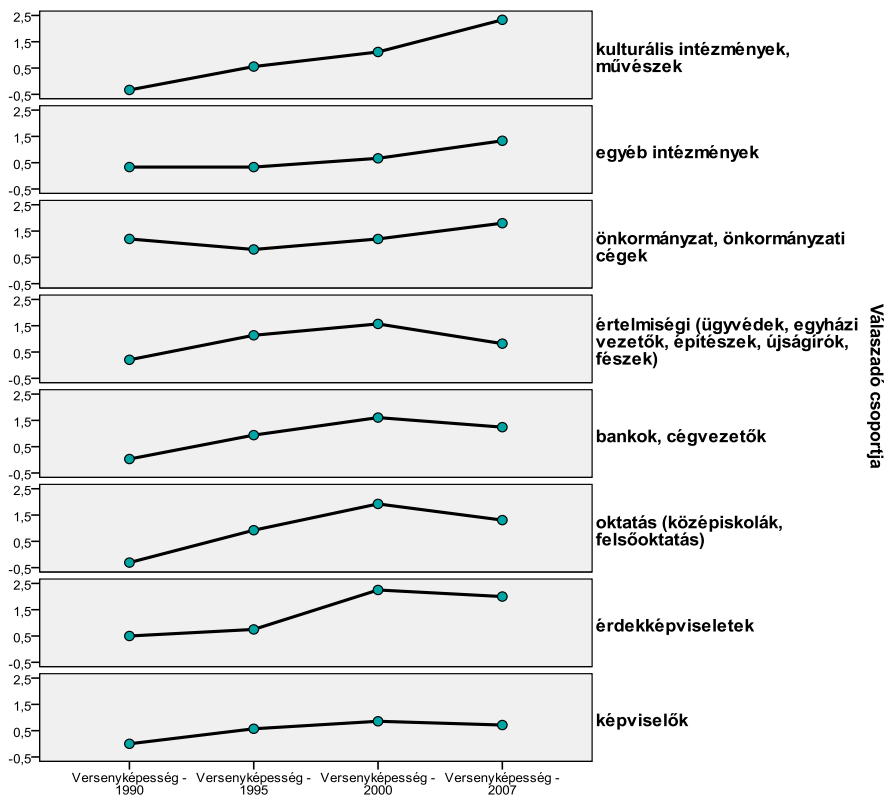 2,5
1,5
0,5
-0,5
kulturális intézmények,
művészek
2,5
1,5
0,5
-0,5
egyéb intézmények
2,5
1,5
0,5
-0,5
önkormányzat, önkormányzati
cégek
2,5
1,5
0,5
-0,5
értelmiségi (ügyvédek, egyházi
vezetők, építészek, újságírók,
fészek)
2,5
1,5
0,5
-0,5
bankok, cégvezetők
2,5
1,5
0,5
-0,5
oktatás (középiskolák,
felsőoktatás)
2,5
1,5
0,5
-0,5
érdekképviseletek
2,5
1,5
0,5
-0,5
képviselők
Válaszadó csoportja
Versenyképesség -
1990
Versenyképesség -
1995
Versenyképesség -
2000
Versenyképesség -
2007